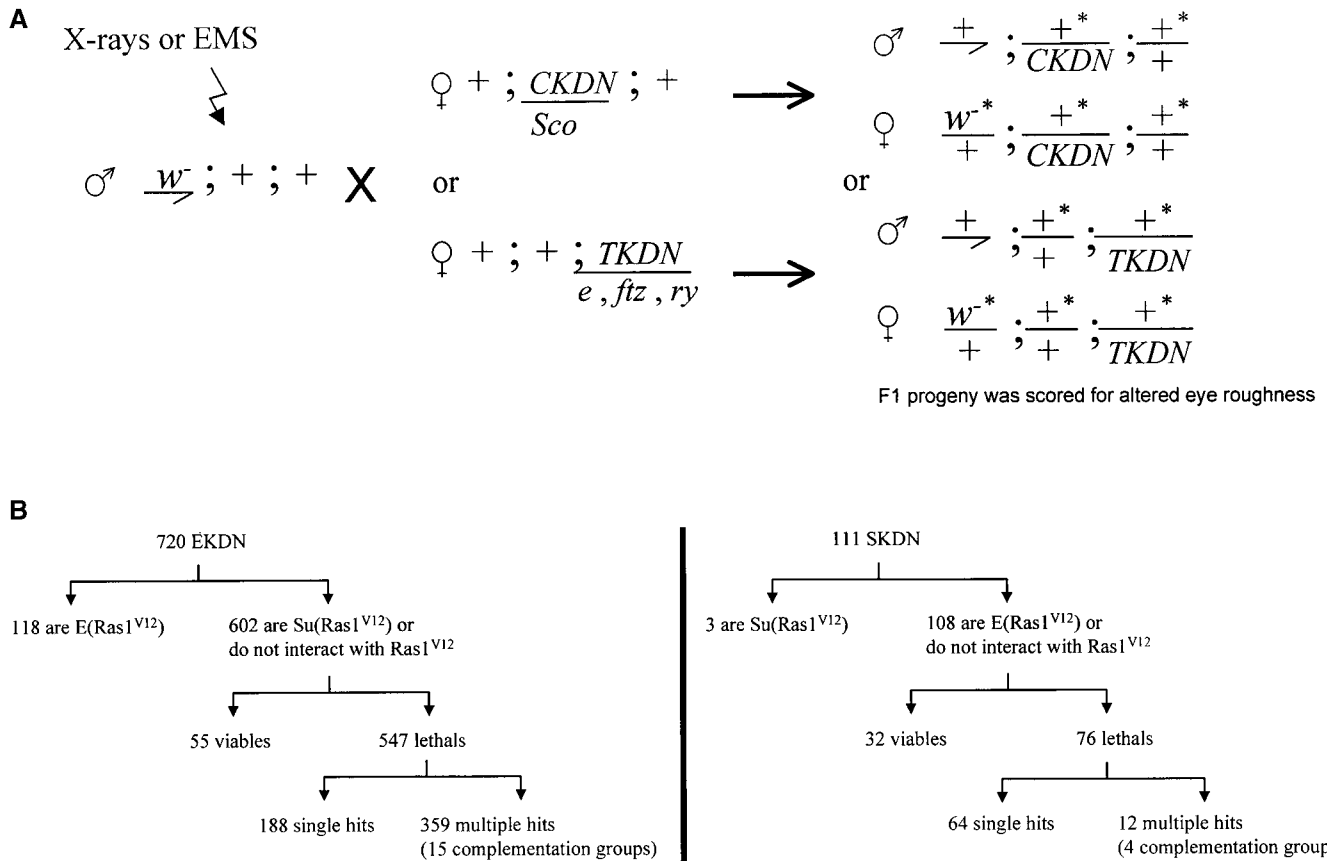 A
X-rays or EMS
♂ w- ; + ; + X
♀ + ; CKDN ; +
Sco
or
♀ + ; + ; TKDN
e , ftz , ry
♂ + ; +* ; +*
CKDN +
♀ w-* ; +* ; +*
+ CKDN +
or
♂ + ; +* ; +*
+ TKDN
♀ w-* ; +* ; +*
+ + TKDN
F1 progeny was scored for altered eye roughness
B
720 EKDN
118 are E(Ras1V12)
602 are Su(Ras1V12) or
do not interact with Ras1V12
55 viables
547 lethals
188 single hits
359 multiple hits
(15 complementation groups)
111 SKDN
3 are Su(Ras1V12)
108 are E(Ras1V12) or
do not interact with Ras1V12
32 viables
76 lethals
64 single hits
12 multiple hits
(4 complementation group